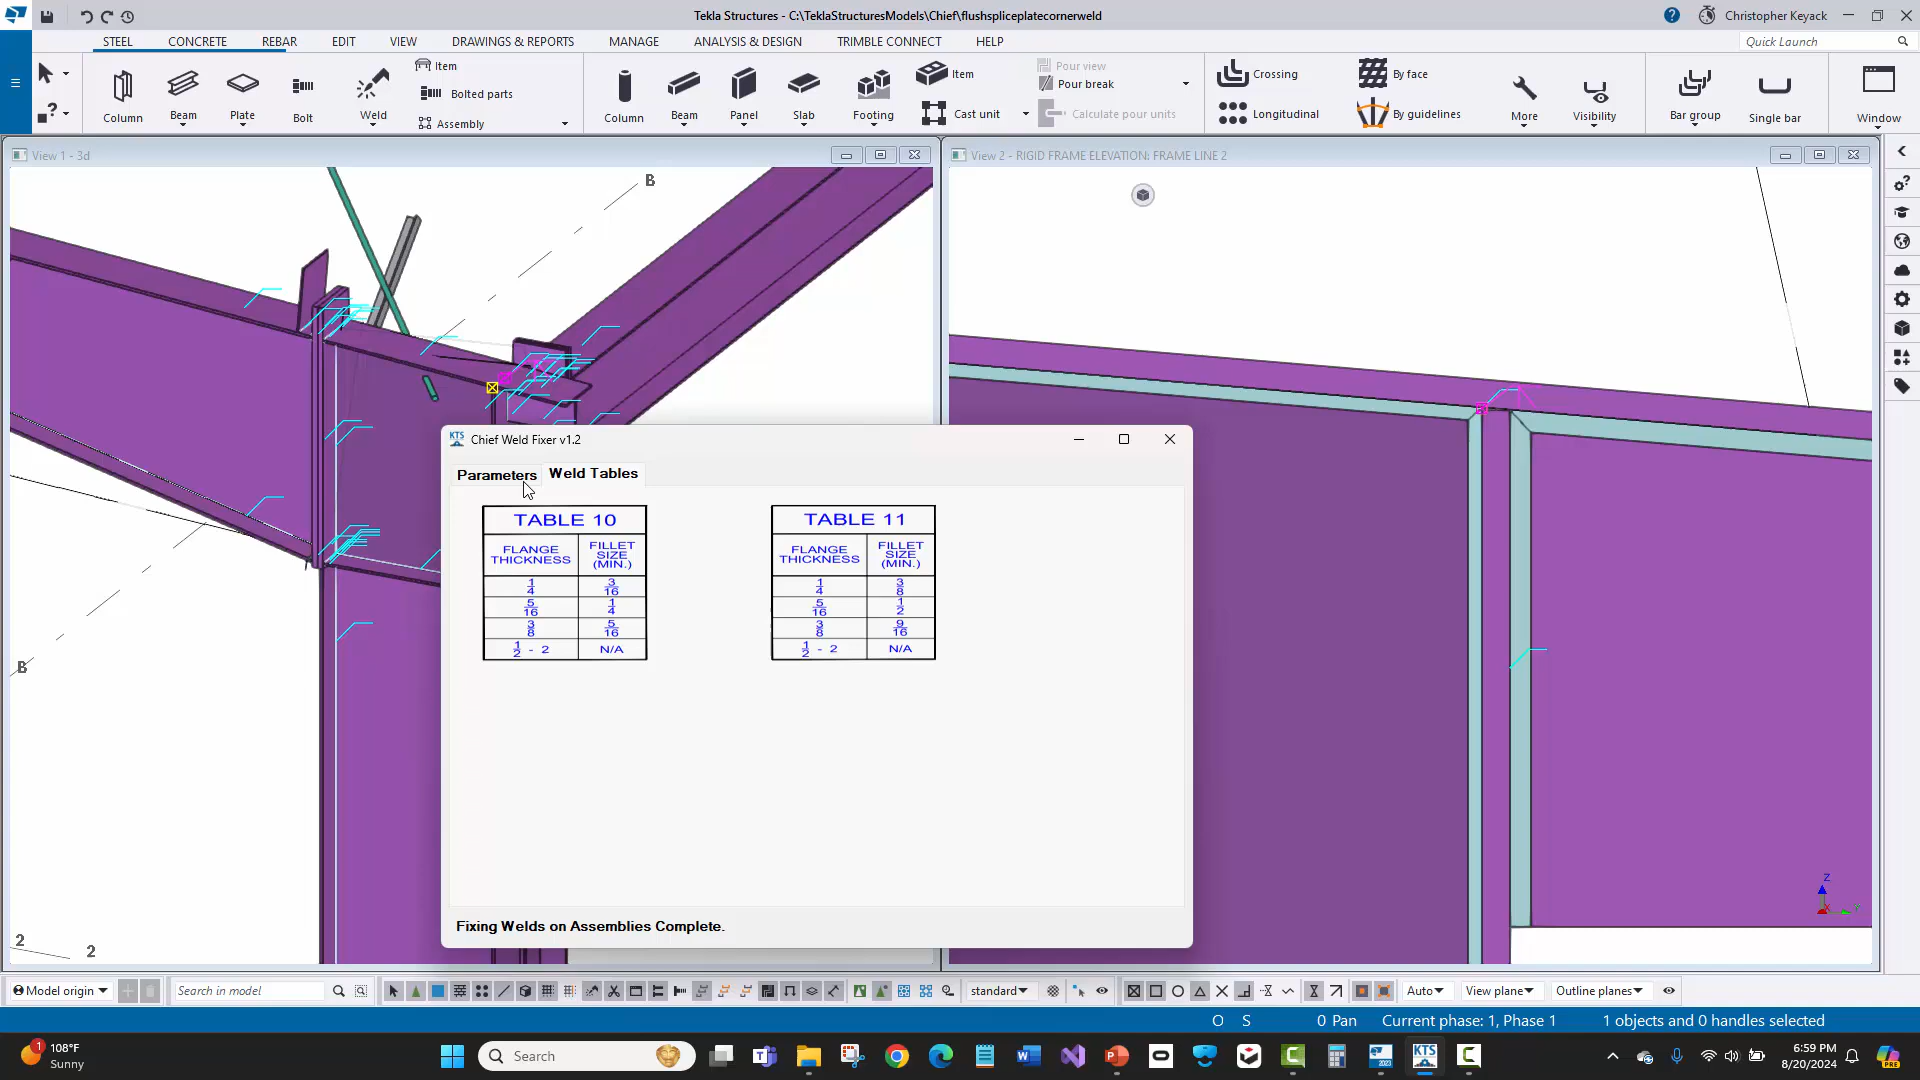 Tekla Structures - C:\TeklaStructuresModels\Chief\flushspliceplatecornerweld
Christopher Keyack
STEEL CONCRETE REBAR EDIT VIEW DRAWINGS & REPORTS MANAGE ANALYSIS & DESIGN TRIMBLE CONNECT HELP
Quick Launch
Item
Bolted parts
Assembly
Column Beam Plate Bolt Weld
Column Beam Panel Slab Footing
Item
Cast unit
Pour view
Pour break
Calculate pour units
Crossing
Longitudinal
By face
By guidelines
More Visibility Bar group Single bar Window
View 1 - 3d
View 2 - RIGID FRAME ELEVATION: FRAME LINE 2
B
B
2
2
KTS Chief Weld Fixer v1.2
Parameters Weld Tables
TABLE 10
FLANGE THICKNESS FILLET SIZE (MIN.)
1/4 3/16
5/16 1/4
3/8 5/16
1/2 - 2 N/A
TABLE 11
FLANGE THICKNESS FILLET SIZE (MIN.)
1/4 3/8
5/16 1/2
3/8 9/16
1/2 - 2 N/A
Fixing Welds on Assemblies Complete.
Z
X
Y
Model origin
Search in model
standard
Auto
View plane
Outline planes
O S 0 Pan Current phase: 1, Phase 1 1 objects and 0 handles selected
1
108°F
Sunny
Search
2023
KTS
6:59 PM
8/20/2024
PRE